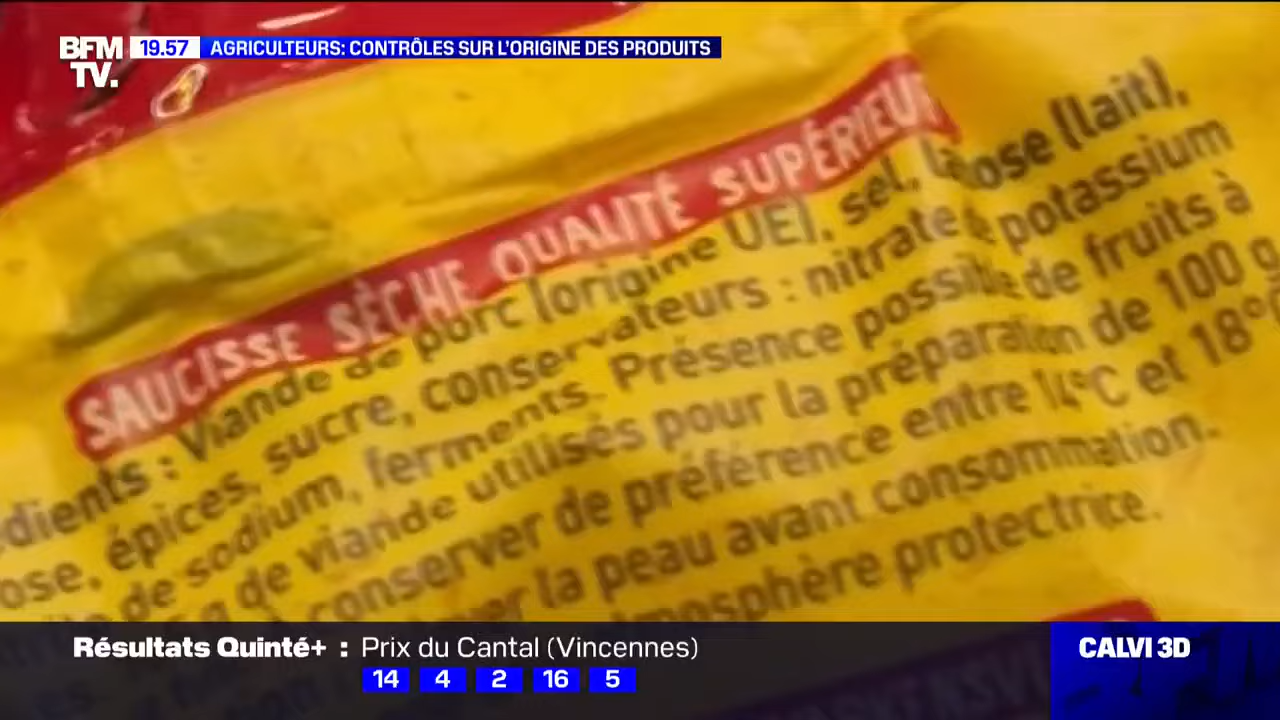 BFM
TV.
19.57
AGRICULTEURS: CONTRÔLES SUR L'ORIGINE DES PRODUITS
SAUCISSE SÈCHE QUALITÉ SUPÉRIEUR
dients : Viande de porc (origine UE), sel, lactose (lait),
ose, épices, sucre, conservateurs : nitrate de potassium
de sodium, ferments. Présence possible de fruits à
g de viande utilisés pour la préparation de 100 g
conserver de préférence entre 14°C et 18°
la peau avant consommation.
mosphère protectrice.
Résultats Quinté+ : Prix du Cantal (Vincennes)
14 4 2 16 5
CALVI 3D